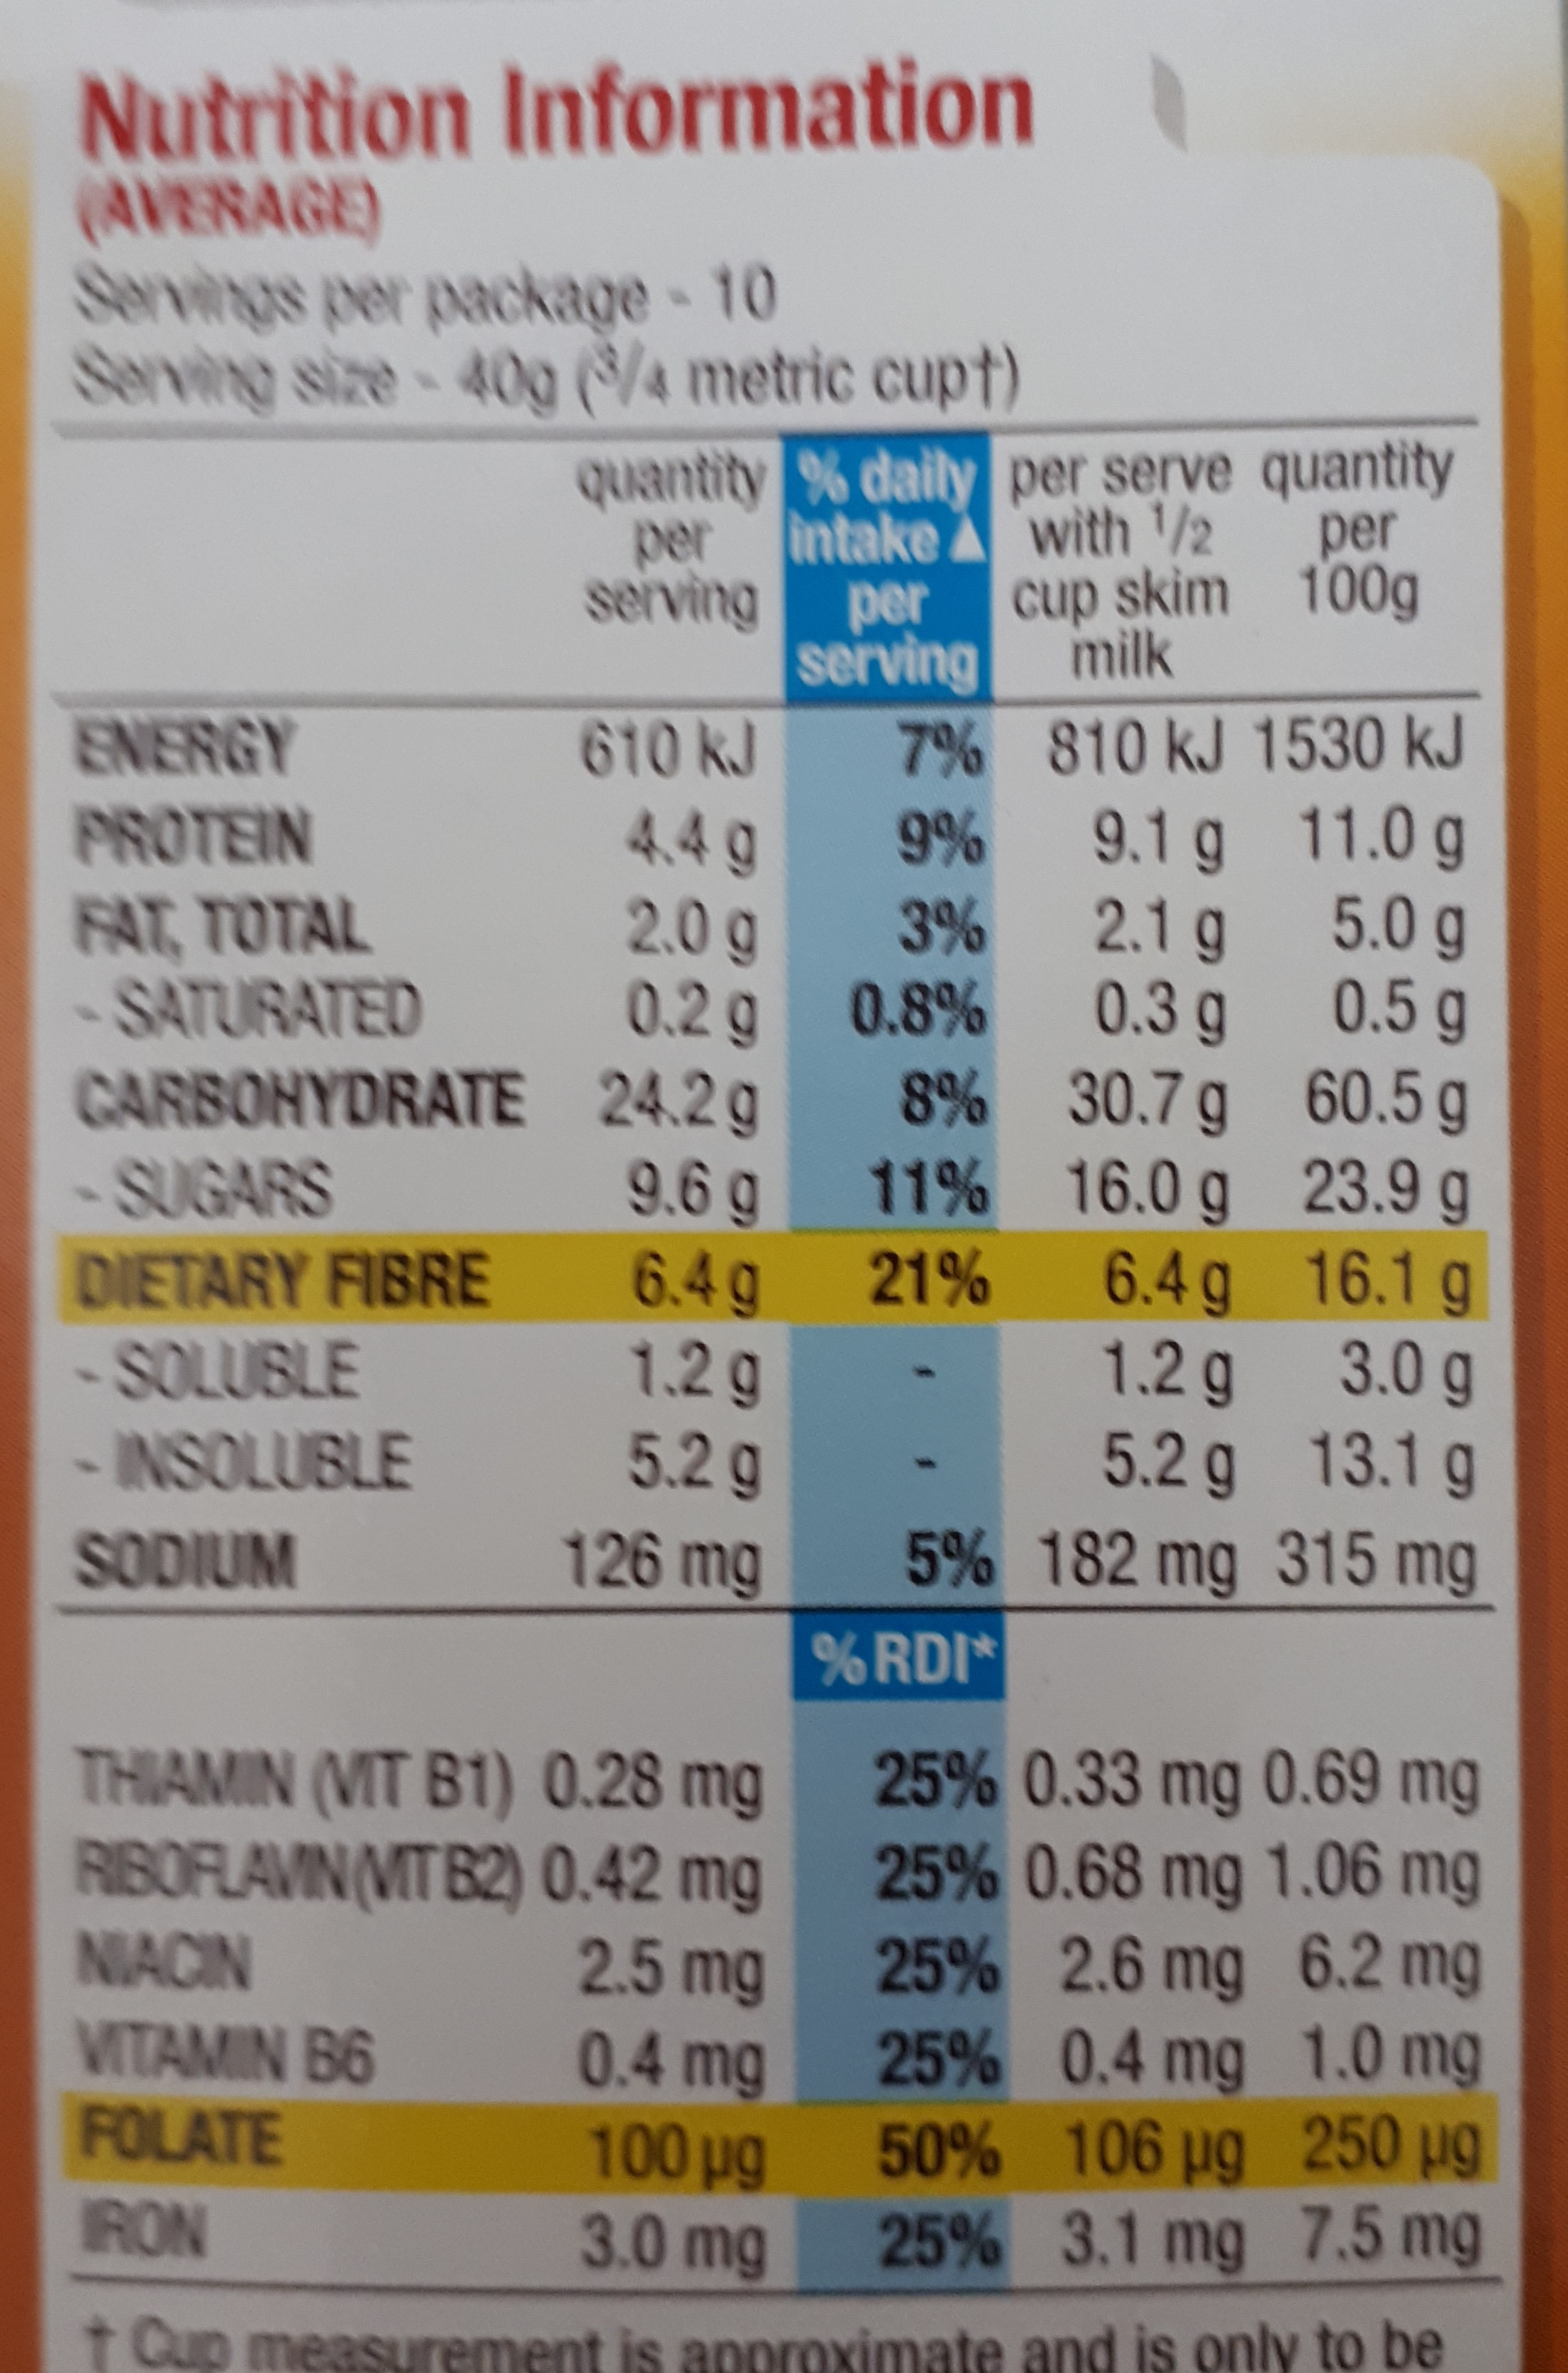 Nutrition Information
(AVERAGE)
Servings per package - 10
Serving size - 40g (3/4 metric cup†)
quantity per serving % daily intake▲ per serving per serve with 1/2 cup skim milk quantity per 100g
ENERGY 610 kJ 7% 810 kJ 1530 kJ
PROTEIN 4.4 g 9% 9.1 g 11.0 g
FAT, TOTAL 2.0 g 3% 2.1 g 5.0 g
- SATURATED 0.2 g 0.8% 0.3 g 0.5 g
CARBOHYDRATE 24.2 g 8% 30.7 g 60.5 g
- SUGARS 9.6 g 11% 16.0 g 23.9 g
DIETARY FIBRE 6.4 g 21% 6.4 g 16.1 g
- SOLUBLE 1.2 g - 1.2 g 3.0 g
- INSOLUBLE 5.2 g - 5.2 g 13.1 g
SODIUM 126 mg 5% 182 mg 315 mg
% RDI*
THIAMIN (VIT B1) 0.28 mg 25% 0.33 mg 0.69 mg
RIBOFLAVIN (VIT B2) 0.42 mg 25% 0.68 mg 1.06 mg
NIACIN 2.5 mg 25% 2.6 mg 6.2 mg
VITAMIN B6 0.4 mg 25% 0.4 mg 1.0 mg
FOLATE 100 µg 50% 106 µg 250 µg
IRON 3.0 mg 25% 3.1 mg 7.5 mg
† Cup measurement is approximate and is only to be